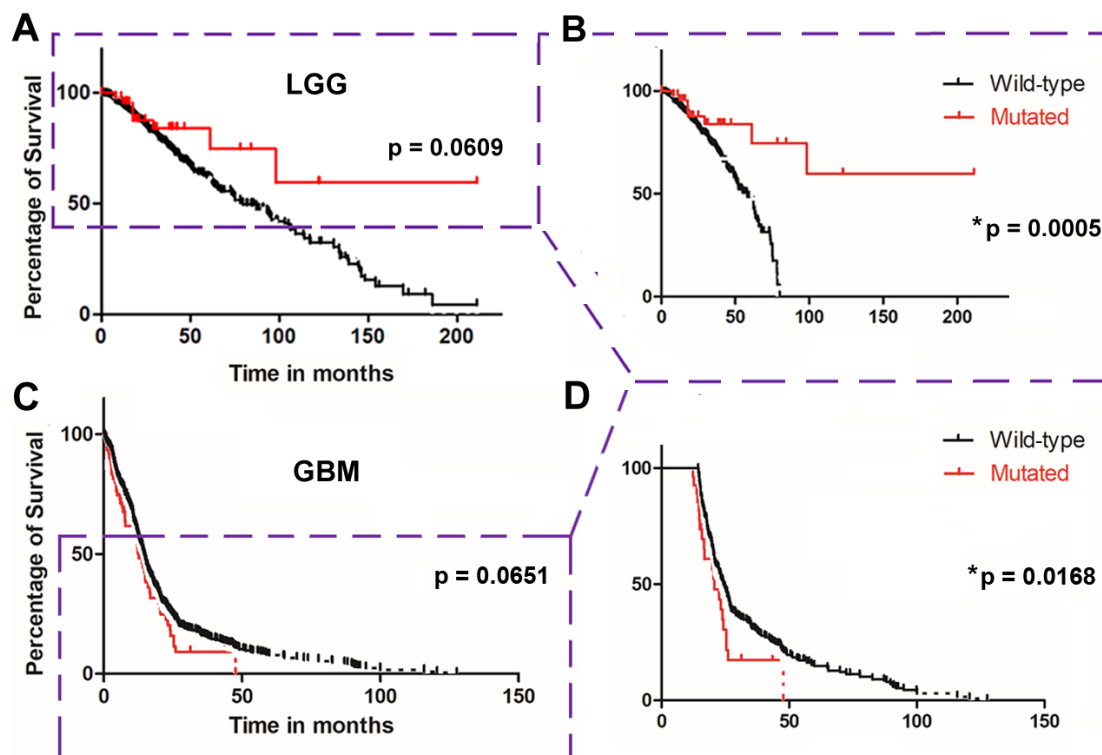 A
Percentage of Survival
100
50
0
LGG
p = 0.0609
0 50 100 150 200
Time in months
B
100
50
0
Wild-type
Mutated
*p = 0.0005
0 50 100 150 200
C
Percentage of Survival
100
50
0
GBM
p = 0.0651
0 50 100 150
Time in months
D
100
50
0
Wild-type
Mutated
*p = 0.0168
0 50 100 150